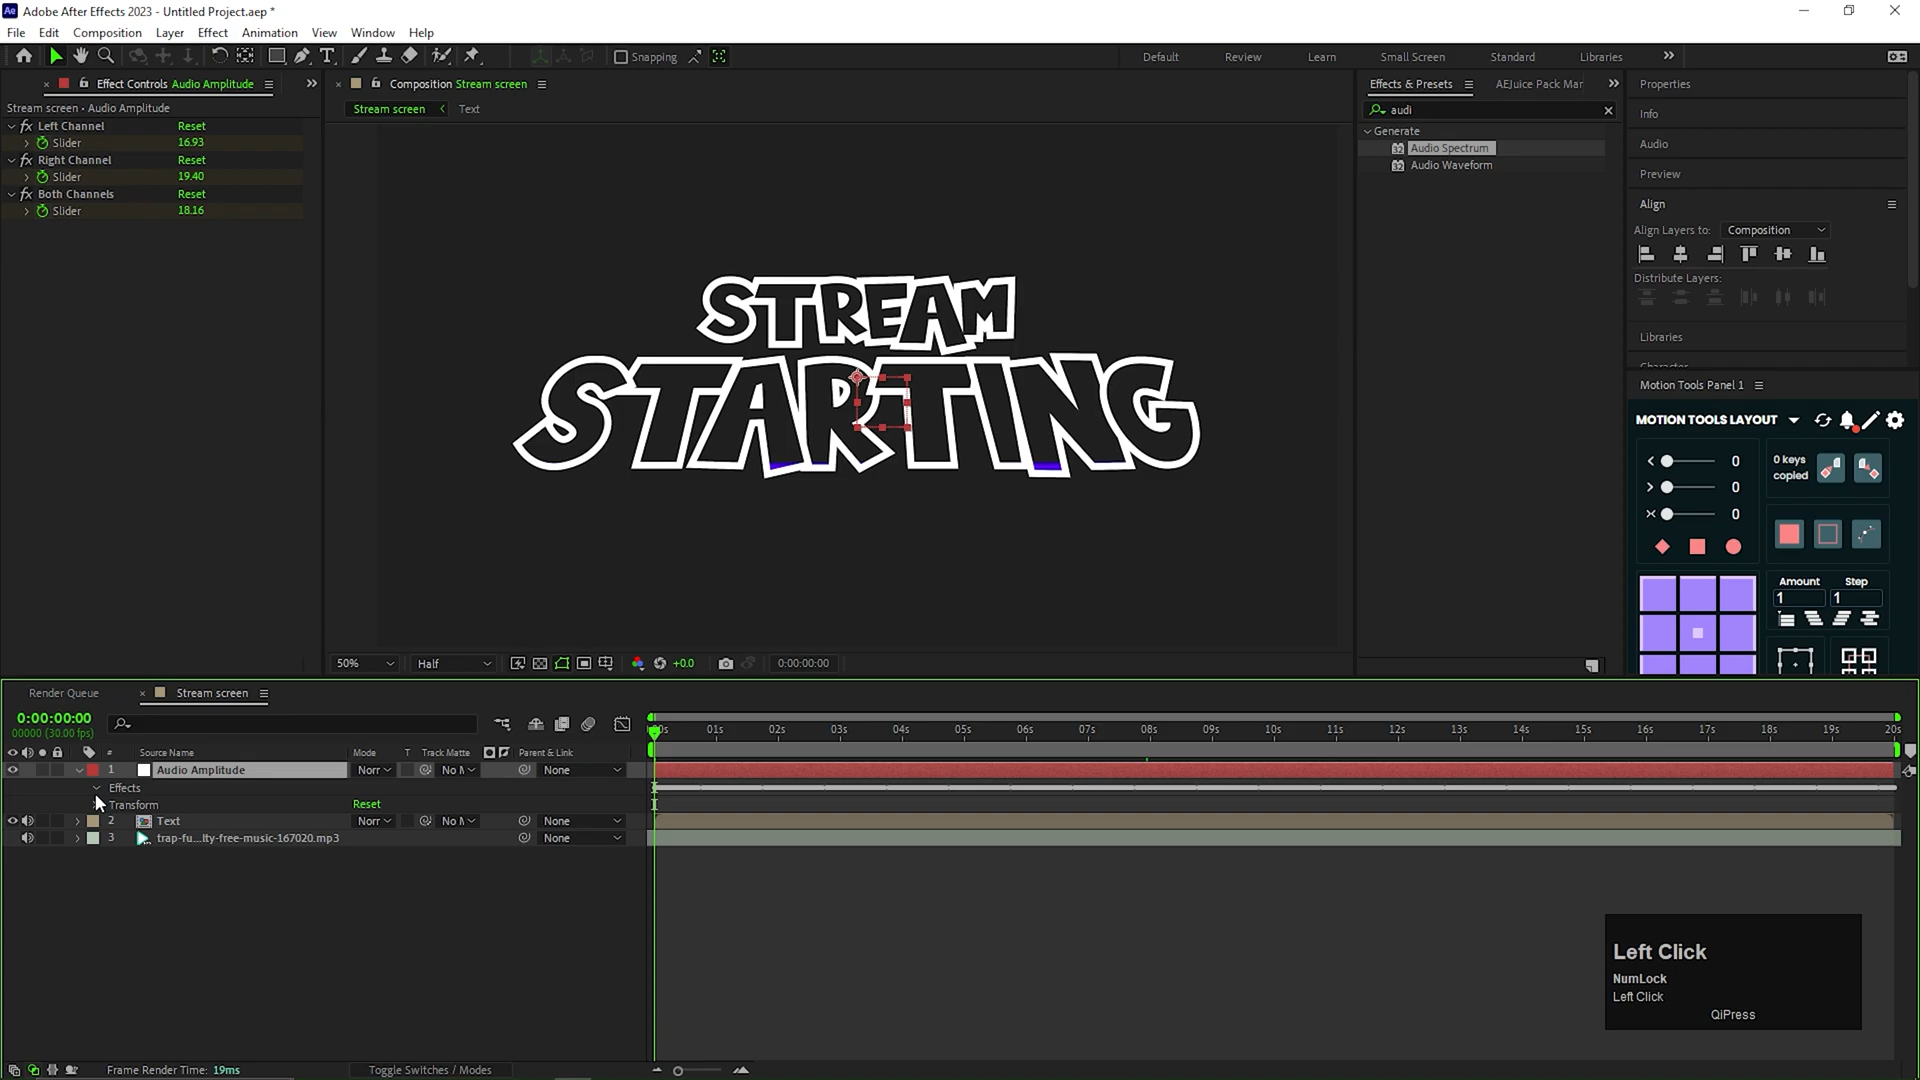 Adobe After Effects 2023 - Untitled Project.aep *
File Edit Composition Layer Effect Animation View Window Help
Snapping Default Review Learn Small Screen Standard Libraries
Effect Controls Audio Amplitude
Stream screen • Audio Amplitude
fx Left Channel Reset
Slider 16.93
fx Right Channel Reset
Slider 19.40
fx Both Channels Reset
Slider 18.16
Composition Stream screen
Stream screen Text
STREAM
STARTING
50% Half +0.0 0:00:00:00
Effects & Presets AEJuice Pack Mar
audi
Generate
Audio Spectrum
Audio Waveform
Properties
Info
Audio
Preview
Align
Align Layers to: Composition
Distribute Layers:
Libraries
Motion Tools Panel 1
MOTION TOOLS LAYOUT
0
0
0
0 keys
copied
Amount Step
1 1
Render Queue Stream screen
0:00:00:00
00000 (30.00 fps)
# Source Name Mode T Track Matte Parent & Link
1 Audio Amplitude Norr No M None
Effects
Transform Reset
2 Text Norr No M None
3 trap-fu...lty-free-music-167020.mp3 None
01s 02s 03s 04s 05s 06s 07s 08s 09s 10s 11s 12s 13s 14s 15s 16s 17s 18s 19s 20s
Left Click
NumLock
Left Click
QiPress
Frame Render Time: 19ms Toggle Switches / Modes